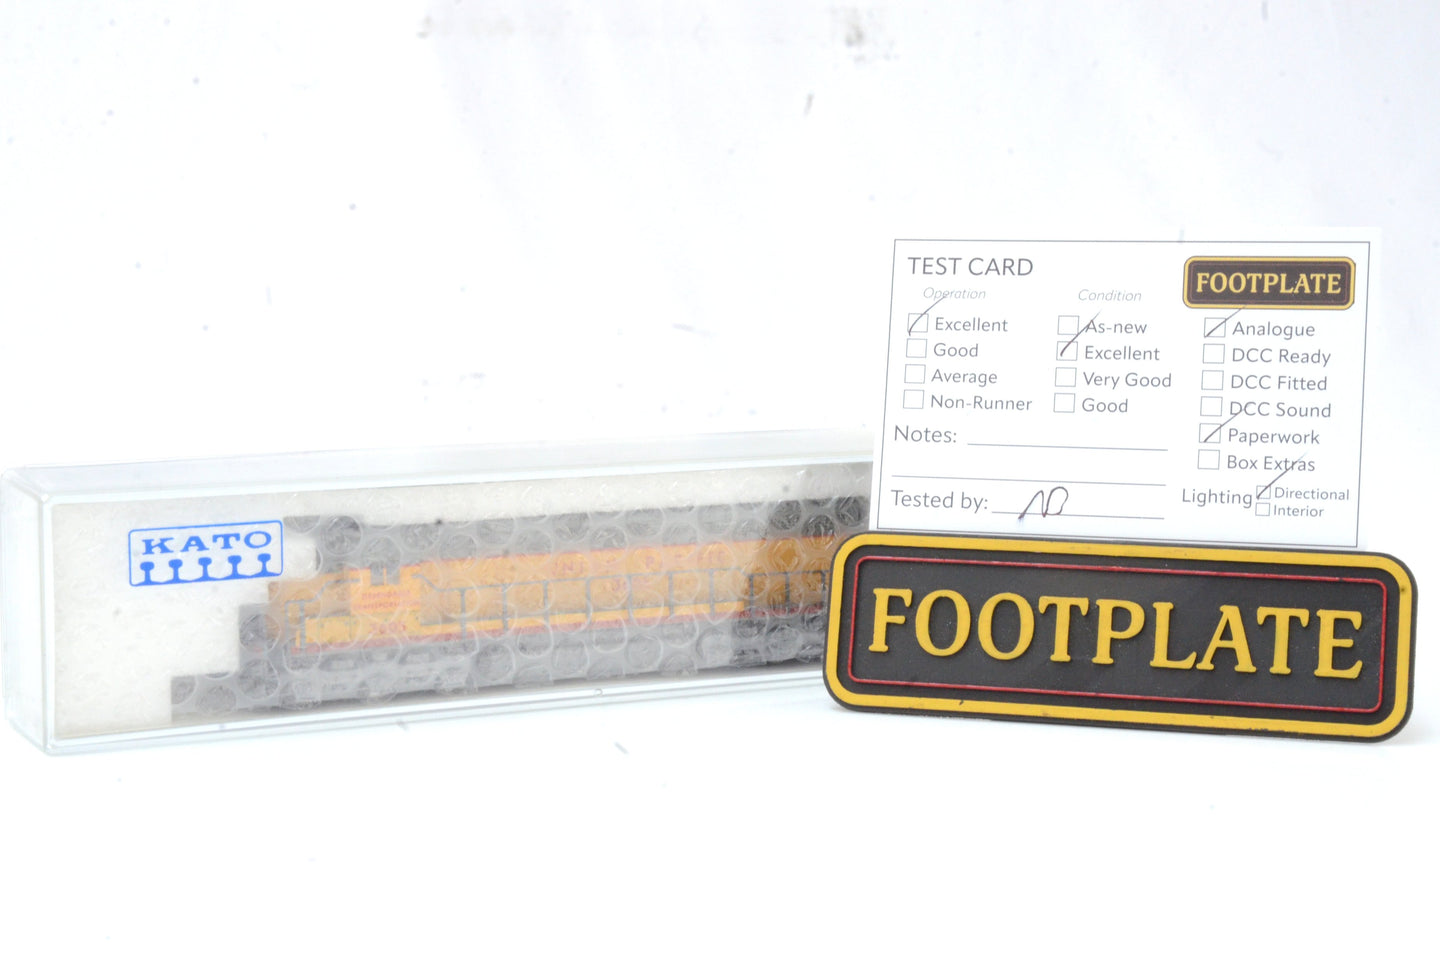 KATO
TEST CARD
FOOTPLATE
Operation
Excellent
Good
Average
Non-Runner
Condition
As-new
Excellent
Very Good
Good
Analogue
DCC Ready
DCC Fitted
DCC Sound
Paperwork
Box Extras
Notes:
Tested by:
Lighting
Directional
Interior
FOOTPLATE